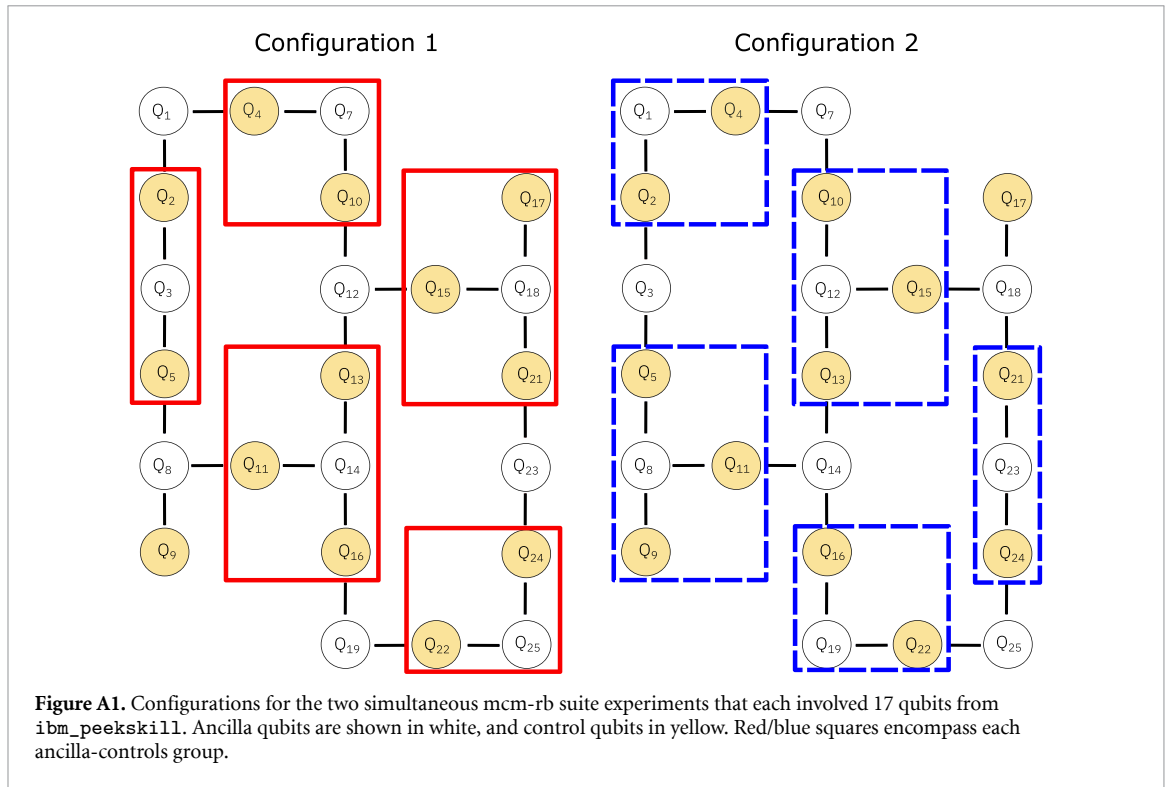 Configuration 1
Configuration 2
Q1 Q4 Q7
Q2 Q10 Q17
Q3 Q12 Q15 Q18
Q5 Q13 Q21
Q8 Q11 Q14 Q23
Q9 Q16 Q24
Q19 Q22 Q25
Q1 Q4 Q7
Q2 Q10 Q17
Q3 Q12 Q15 Q18
Q5 Q13 Q21
Q8 Q11 Q14 Q23
Q9 Q16 Q24
Q19 Q22 Q25
Figure A1. Configurations for the two simultaneous mcm-rb suite experiments that each involved 17 qubits from
ibm_peekskill. Ancilla qubits are shown in white, and control qubits in yellow. Red/blue squares encompass each
ancilla-controls group.